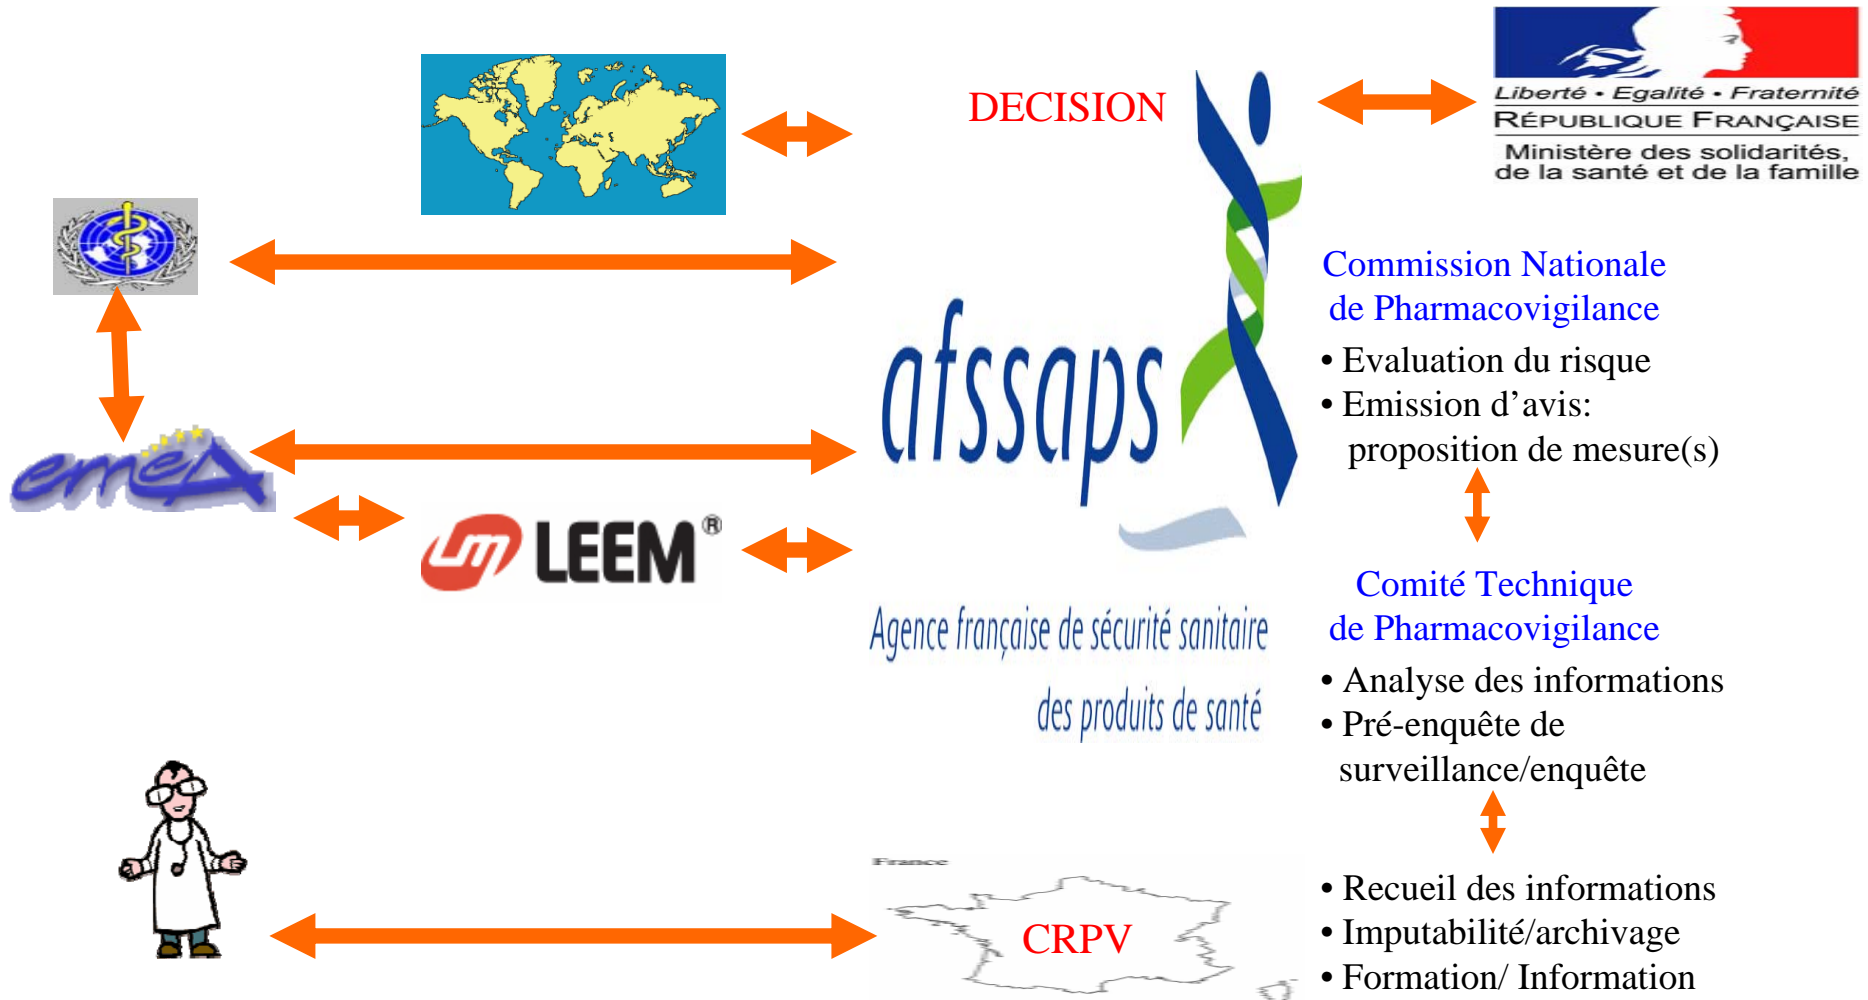 DECISION
Liberté • Egalité • Fraternité
RÉPUBLIQUE FRANÇAISE
Ministère des solidarités,
de la santé et de la famille
Commission Nationale
de Pharmacovigilance
• Evaluation du risque
• Emission d’avis:
proposition de mesure(s)
afssaps
emeA
LEEM®
Agence française de sécurité sanitaire
des produits de santé
Comité Technique
de Pharmacovigilance
• Analyse des informations
• Pré-enquête de
surveillance/enquête
France
CRPV
• Recueil des informations
• Imputabilité/archivage
• Formation/ Information